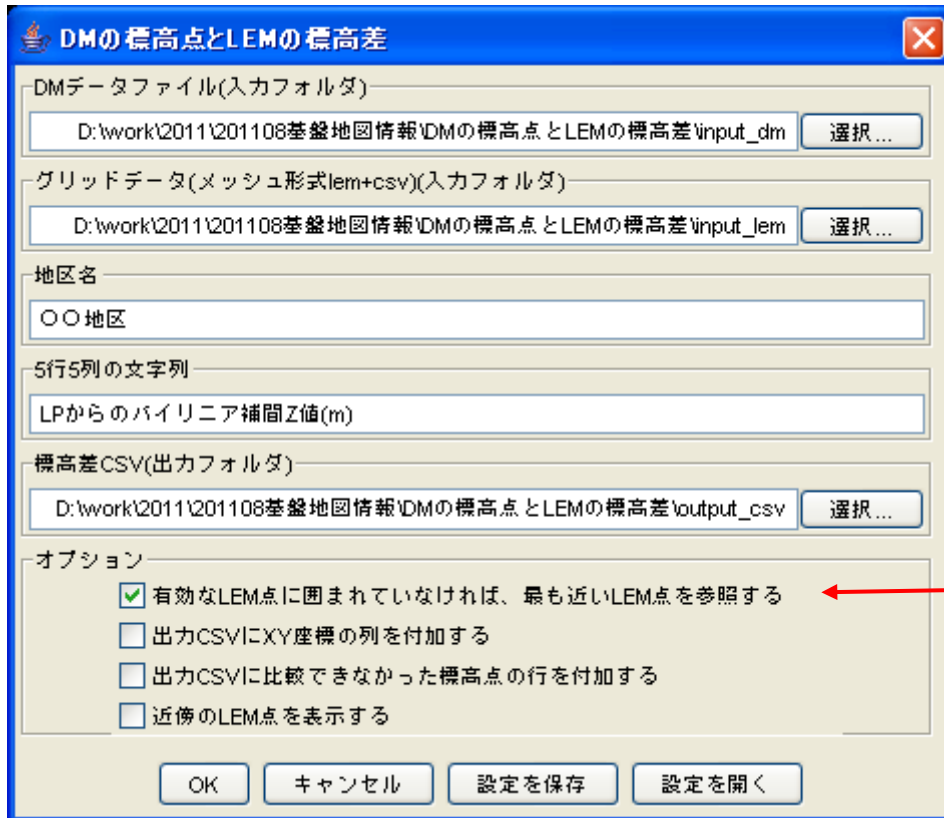 DMの標高点とLEMの標高差
DMデータファイル(入力フォルダ)
D:\work\2011\201108基盤地図情報\DMの標高点とLEMの標高差\input_dm
選択...
グリッドデータ(メッシュ形式lem+csv)(入力フォルダ)
D:\work\2011\201108基盤地図情報\DMの標高点とLEMの標高差\input_lem
選択...
地区名
〇〇地区
5行5列の文字列
LPからのバイリニア補間Z値(m)
標高差CSV(出力フォルダ)
D:\work\2011\201108基盤地図情報\DMの標高点とLEMの標高差\output_csv
選択...
オプション
有効なLEM点に囲まれていなければ、最も近いLEM点を参照する
出力CSVにXY座標の列を付加する
出力CSVに比較できなかった標高点の行を付加する
近傍のLEM点を表示する
OK キャンセル 設定を保存 設定を開く